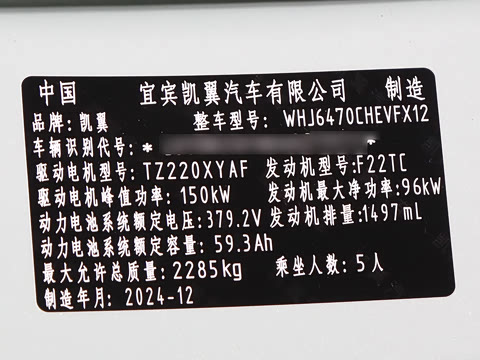 中国 宜宾凯翼汽车有限公司 制造
品牌:凯翼 整车型号: WHJ6470CHEVFX12
车辆识别代号: * *
驱动电机型号:TZ220XYAF 发动机型号:F22TC
驱动电机峰值功率:150kW 发动机最大净功率:96kW
动力电池系统额定电压:379.2V 发动机排量:1497mL
动力电池系统额定容量:59.3Ah
最大允许总质量:2285kg 乘坐人数:5人
制造年月:2024-12